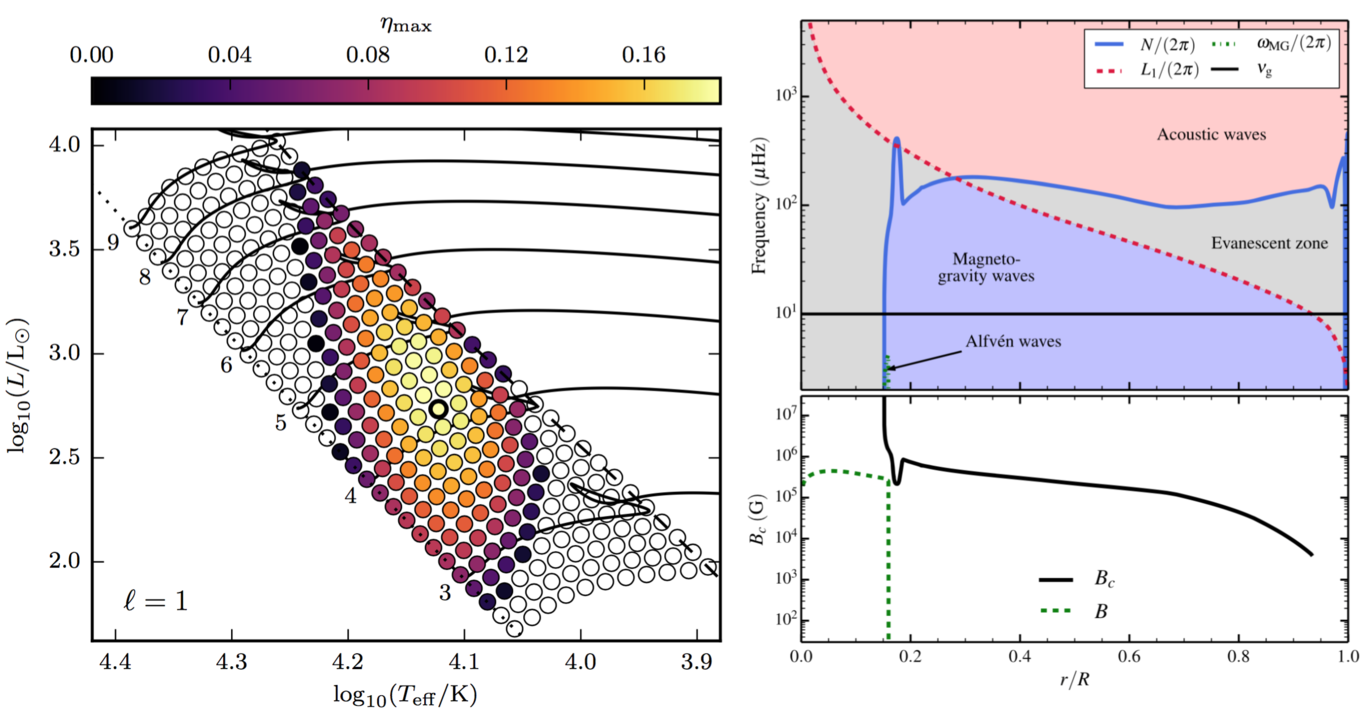 η_max
0.00 0.04 0.08 0.12 0.16
log₁₀(L/L⊙)
4.0
3.5
3.0
2.5
2.0
9
8
7
6
5
4
3
ℓ = 1
4.4 4.3 4.2 4.1 4.0 3.9
log₁₀(T_eff/K)
Frequency (μHz)
10³
10²
10¹
N/(2π) ω_MG/(2π)
L₁/(2π) ν_g
Acoustic waves
Evanescent zone
Magneto-
gravity waves
Alfvén waves
B_c (G)
10⁷
10⁶
10⁵
10⁴
10³
10²
B_c
B
0.0 0.2 0.4 0.6 0.8 1.0
r/R